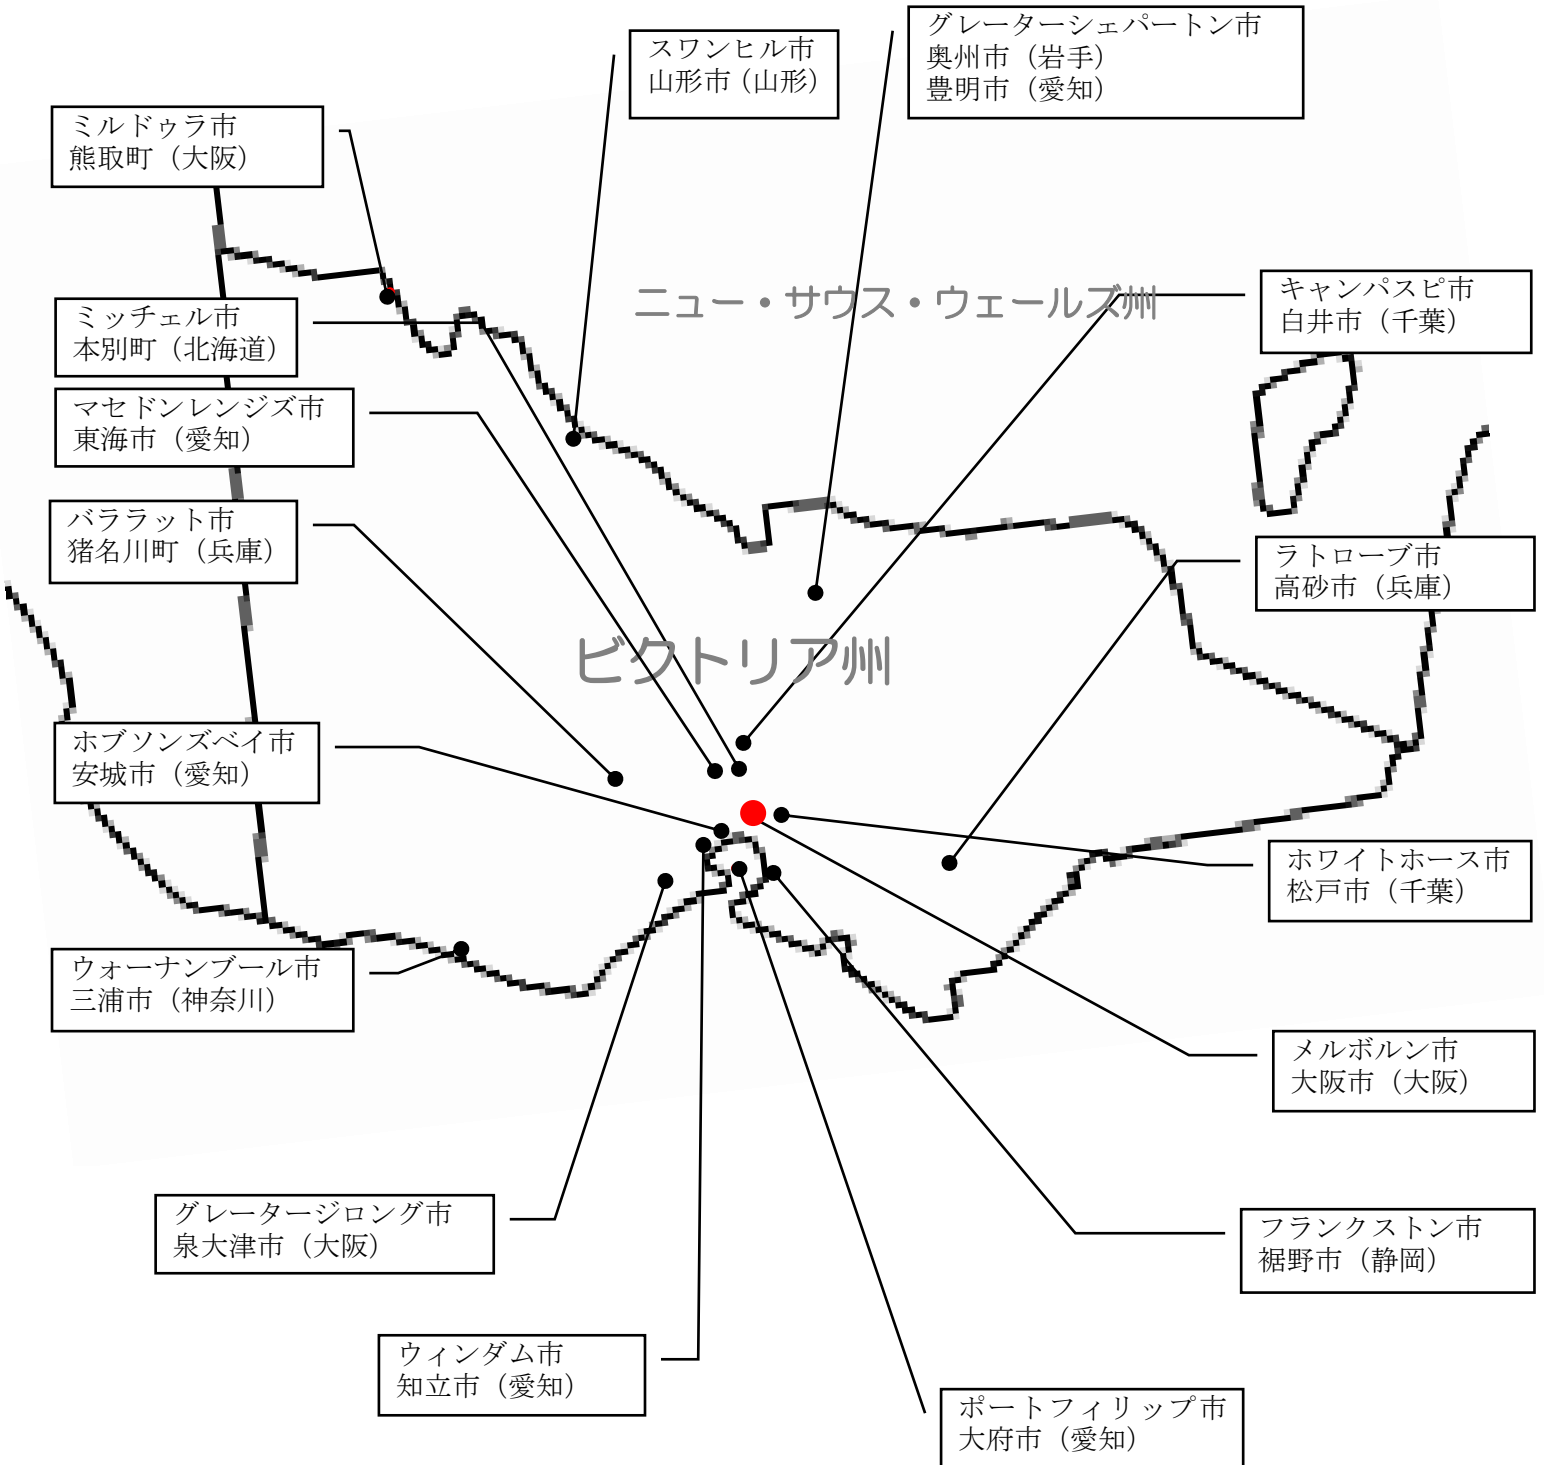 グレーターシェパートン市
奥州市（岩手）
豊明市（愛知）
スワンヒル市
山形市（山形）
ミルドゥラ市
熊取町（大阪）
ニュー・サウス・ウェールズ州
キャンパスピ市
白井市（千葉）
ミッチェル市
本別町（北海道）
マセドンレンジズ市
東海市（愛知）
バララット市
猪名川町（兵庫）
ラトローブ市
高砂市（兵庫）
ビクトリア州
ホブソンズベイ市
安城市（愛知）
ホワイトホース市
松戸市（千葉）
ウォーナンブール市
三浦市（神奈川）
メルボルン市
大阪市（大阪）
グレータージロング市
泉大津市（大阪）
フランクストン市
裾野市（静岡）
ウィンダム市
知立市（愛知）
ポートフィリップ市
大府市（愛知）